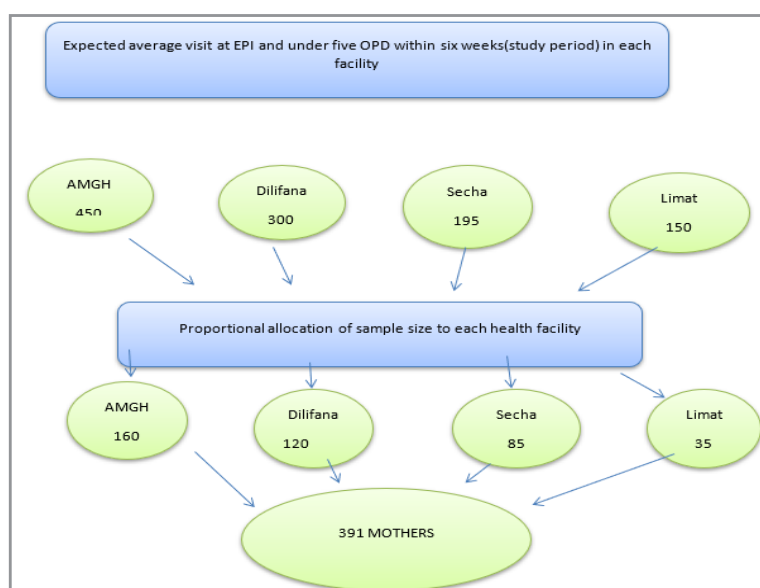 Expected average visit at EPI and under five OPD within six weeks(study period) in each
facility
AMGH
450
Dilifana
300
Secha
195
Limat
150
Proportional allocation of sample size to each health facility
AMGH
160
Dilifana
120
Secha
85
Limat
35
391 MOTHERS